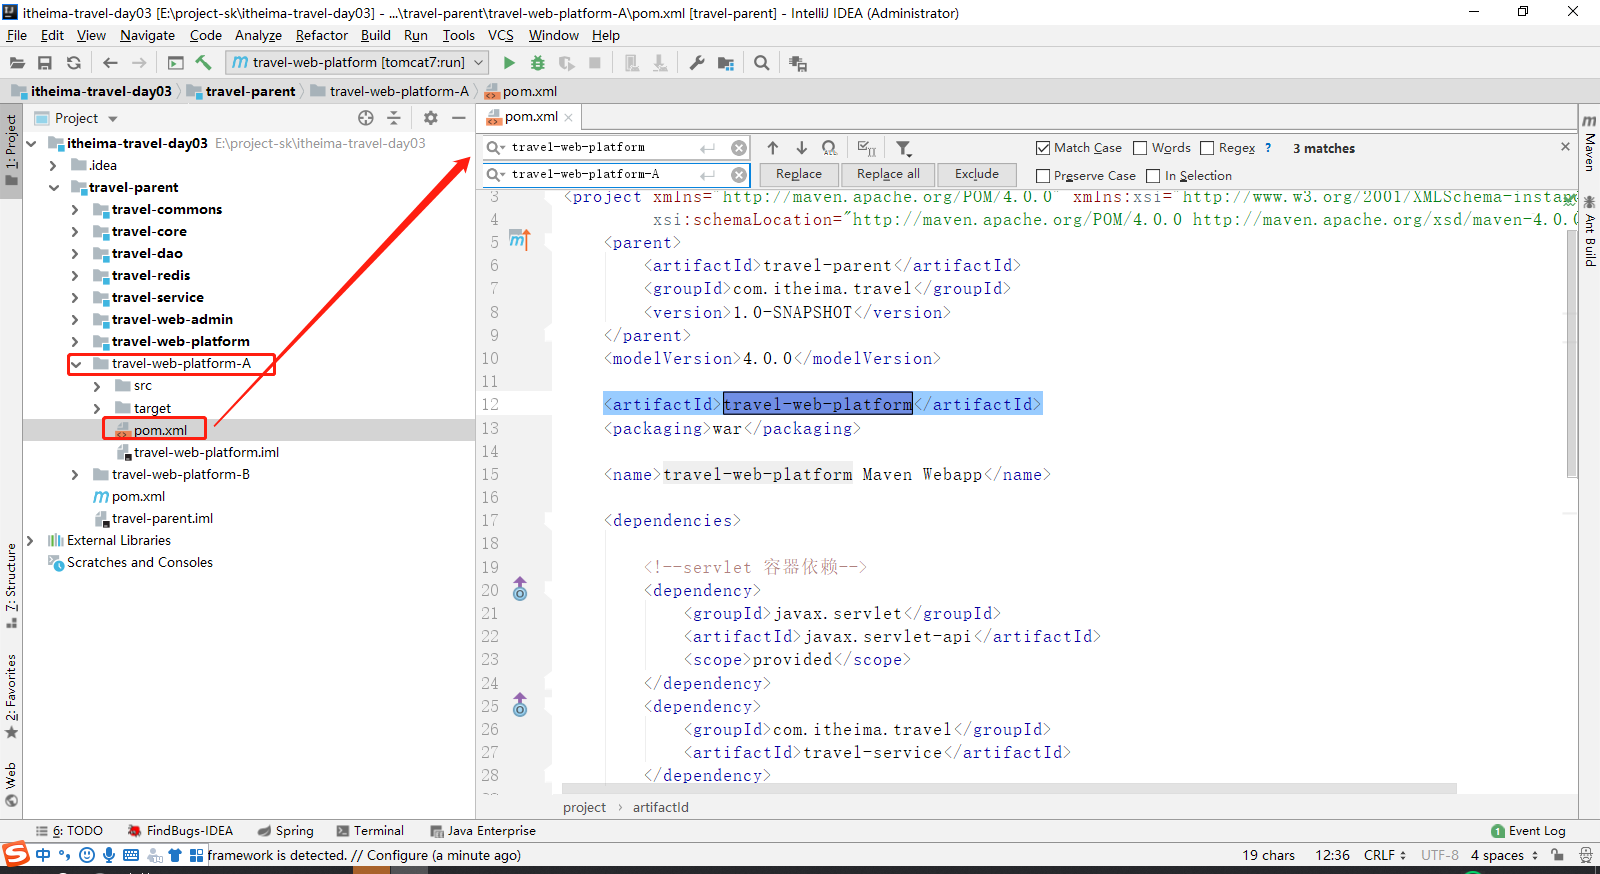 itheima-travel-day03 [E:\project-sk\itheima-travel-day03] - ...\travel-parent\travel-web-platform-A\pom.xml [travel-parent] - IntelliJ IDEA (Administrator)
File Edit View Navigate Code Analyze Refactor Build Run Tools VCS Window Help
travel-web-platform [tomcat7:run]
itheima-travel-day03 travel-parent travel-web-platform-A pom.xml
1: Project
7: Structure
2: Favorites
Web
Project
itheima-travel-day03 E:\project-sk\itheima-travel-day03
.idea
travel-parent
travel-commons
travel-core
travel-dao
travel-redis
travel-service
travel-web-admin
travel-web-platform
travel-web-platform-A
src
target
pom.xml
travel-web-platform.iml
travel-web-platform-B
pom.xml
travel-parent.iml
External Libraries
Scratches and Consoles
pom.xml
travel-web-platform
Match Case Words Regex ? 3 matches
travel-web-platform-A
Replace Replace all Exclude Preserve Case In Selection
3 <project xmlns="http://maven.apache.org/POM/4.0.0" xmlns:xsi="http://www.w3.org/2001/XMLSchema-instan
4 xsi:schemaLocation="http://maven.apache.org/POM/4.0.0 http://maven.apache.org/xsd/maven-4.0.0
5 <parent>
6 <artifactId>travel-parent</artifactId>
7 <groupId>com.itheima.travel</groupId>
8 <version>1.0-SNAPSHOT</version>
9 </parent>
10 <modelVersion>4.0.0</modelVersion>
11
12 <artifactId>travel-web-platform</artifactId>
13 <packaging>war</packaging>
14
15 <name>travel-web-platform Maven Webapp</name>
16
17 <dependencies>
18
19 <!--servlet 容器依赖-->
20 <dependency>
21 <groupId>javax.servlet</groupId>
22 <artifactId>javax.servlet-api</artifactId>
23 <scope>provided</scope>
24 </dependency>
25 <dependency>
26 <groupId>com.itheima.travel</groupId>
27 <artifactId>travel-service</artifactId>
28 </dependency>
project › artifactId
Maven
Ant Build
6: TODO FindBugs-IDEA Spring Terminal Java Enterprise 1 Event Log
中 framework is detected. // Configure (a minute ago) 19 chars 12:36 CRLF UTF-8 4 spaces